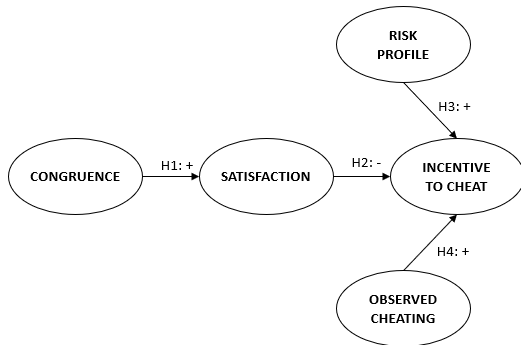 RISK
PROFILE
H3: +
CONGRUENCE
H1: +
SATISFACTION
H2: -
INCENTIVE
TO CHEAT
H4: +
OBSERVED
CHEATING